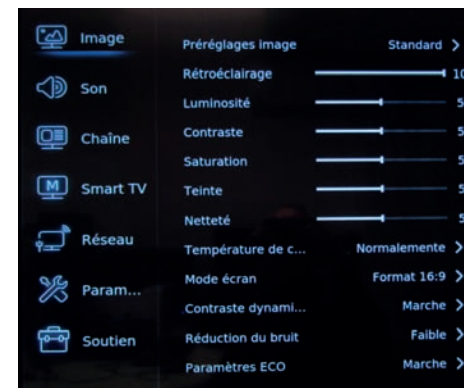 Image
Son
Chaîne
Smart TV
Réseau
Param...
Soutien
Préréglages image Standard >
Rétroéclairage 10
Luminosité 5
Contraste 5
Saturation 5
Teinte 5
Netteté 5
Température de c... Normalemente >
Mode écran Format 16:9 >
Contraste dynami... Marche >
Réduction du bruit Faible >
Paramètres ECO Marche >